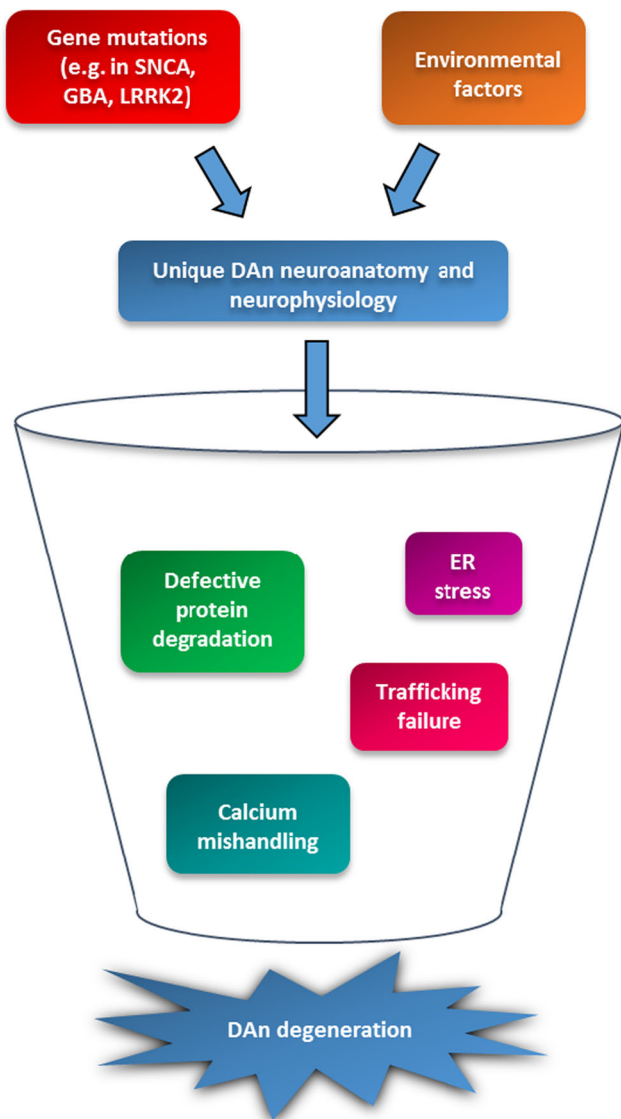 Gene mutations
(e.g. in SNCA,
GBA, LRRK2)
Environmental
factors
Unique DAn neuroanatomy and
neurophysiology
Defective
protein
degradation
ER
stress
Trafficking
failure
Calcium
mishandling
DAn degeneration